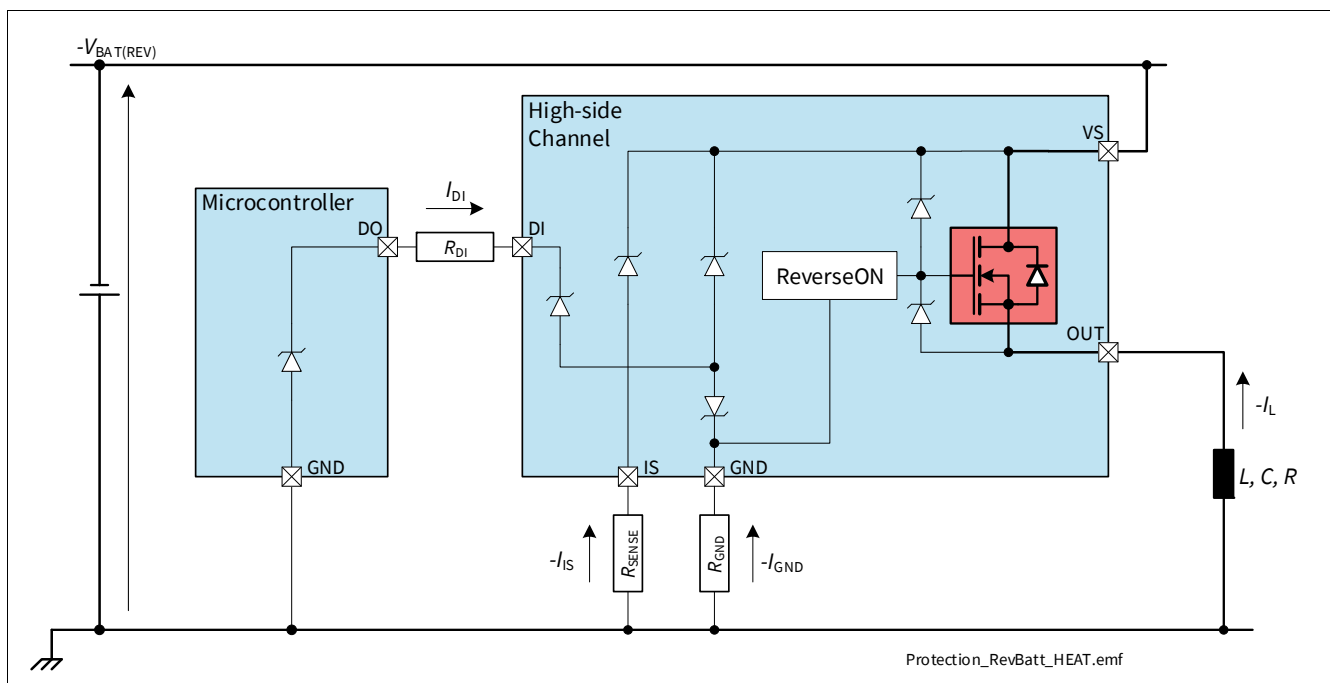 -VBAT(REV)
High-side
Channel
VS
Microcontroller
IDI
DO
RDI
DI
ReverseON
OUT
-IL
GND
IS
GND
L, C, R
-IIS
RSENSE
RGND
-IGND
Protection_RevBatt_HEAT.emf